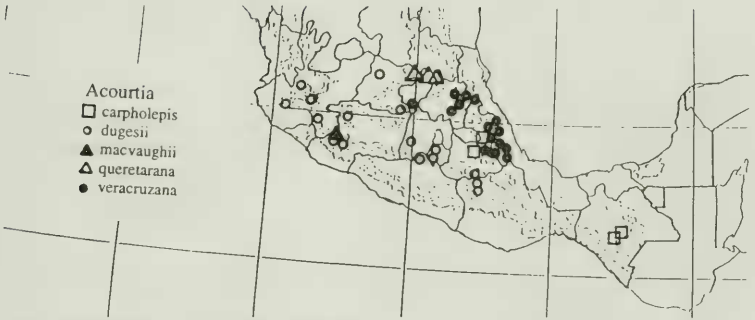 Acourtia
carpholepis
dugesii
macvaughii
queretarana
veracruzana